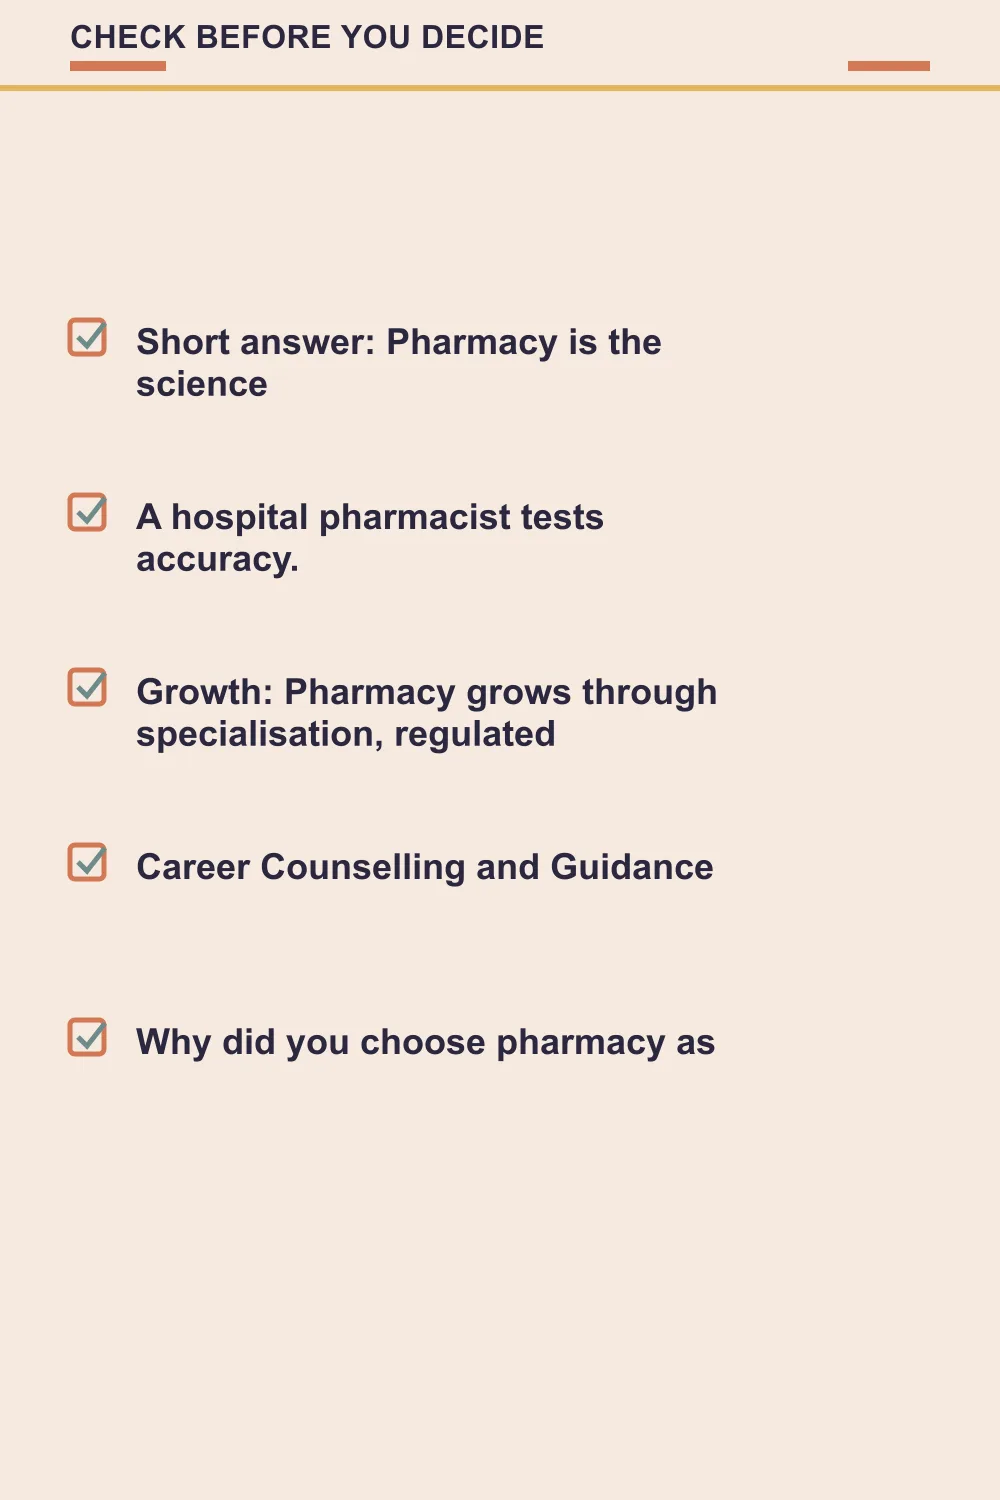 CHECK BEFORE YOU DECIDE
Short answer: Pharmacy is the
science
A hospital pharmacist tests
accuracy.
Growth: Pharmacy grows through
specialisation, regulated
Career Counselling and Guidance
Why did you choose pharmacy as